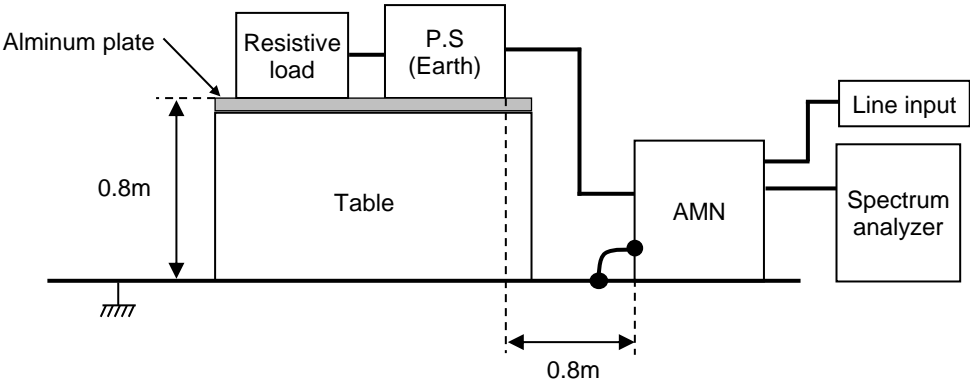 Alminum plate
Resistive
load
P.S
(Earth)
Line input
0.8m
Table
AMN
Spectrum
analyzer
0.8m